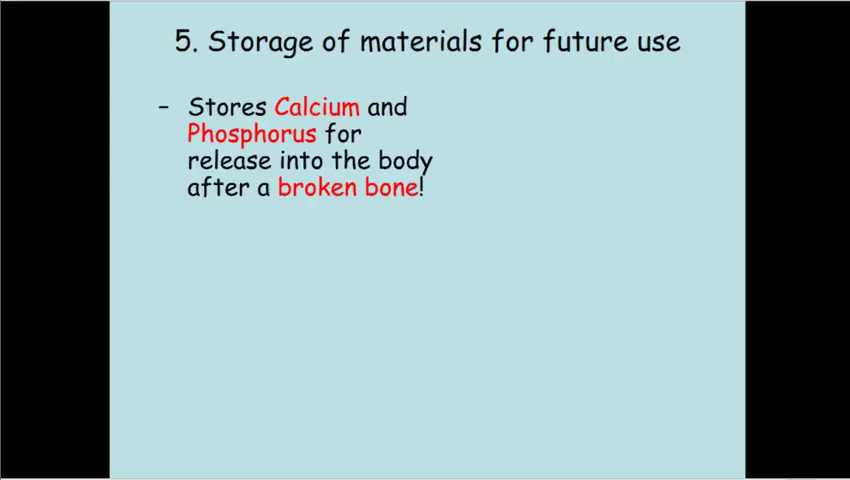 5. Storage of materials for future use
– Stores Calcium and
Phosphorus for
release into the body
after a broken bone!